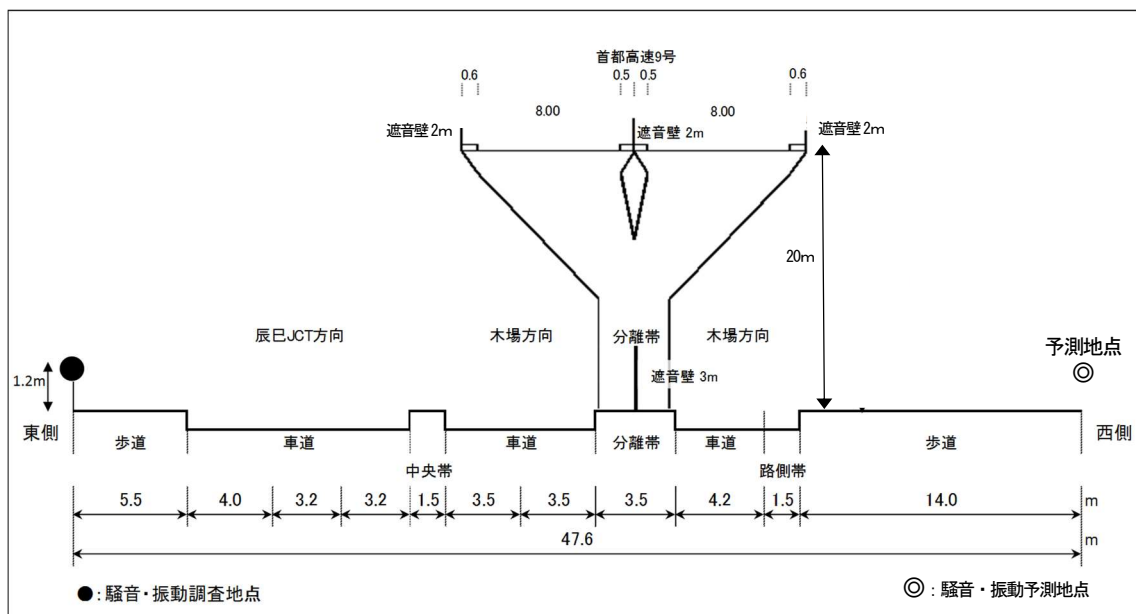 首都高速9号
0.6 0.5 0.5 0.6
8.00 8.00
遮音壁 2m 遮音壁 2m 遮音壁 2m
20m
辰巳JCT方向 木場方向 分離帯 木場方向 予測地点
◎
1.2m 遮音壁 3m
東側 歩道 車道 車道 分離帯 車道 歩道 西側
中央帯 路側帯
5.5 4.0 3.2 3.2 1.5 3.5 3.5 3.5 4.2 1.5 14.0 m
47.6 m
●:騒音・振動調査地点 ◎:騒音・振動予測地点